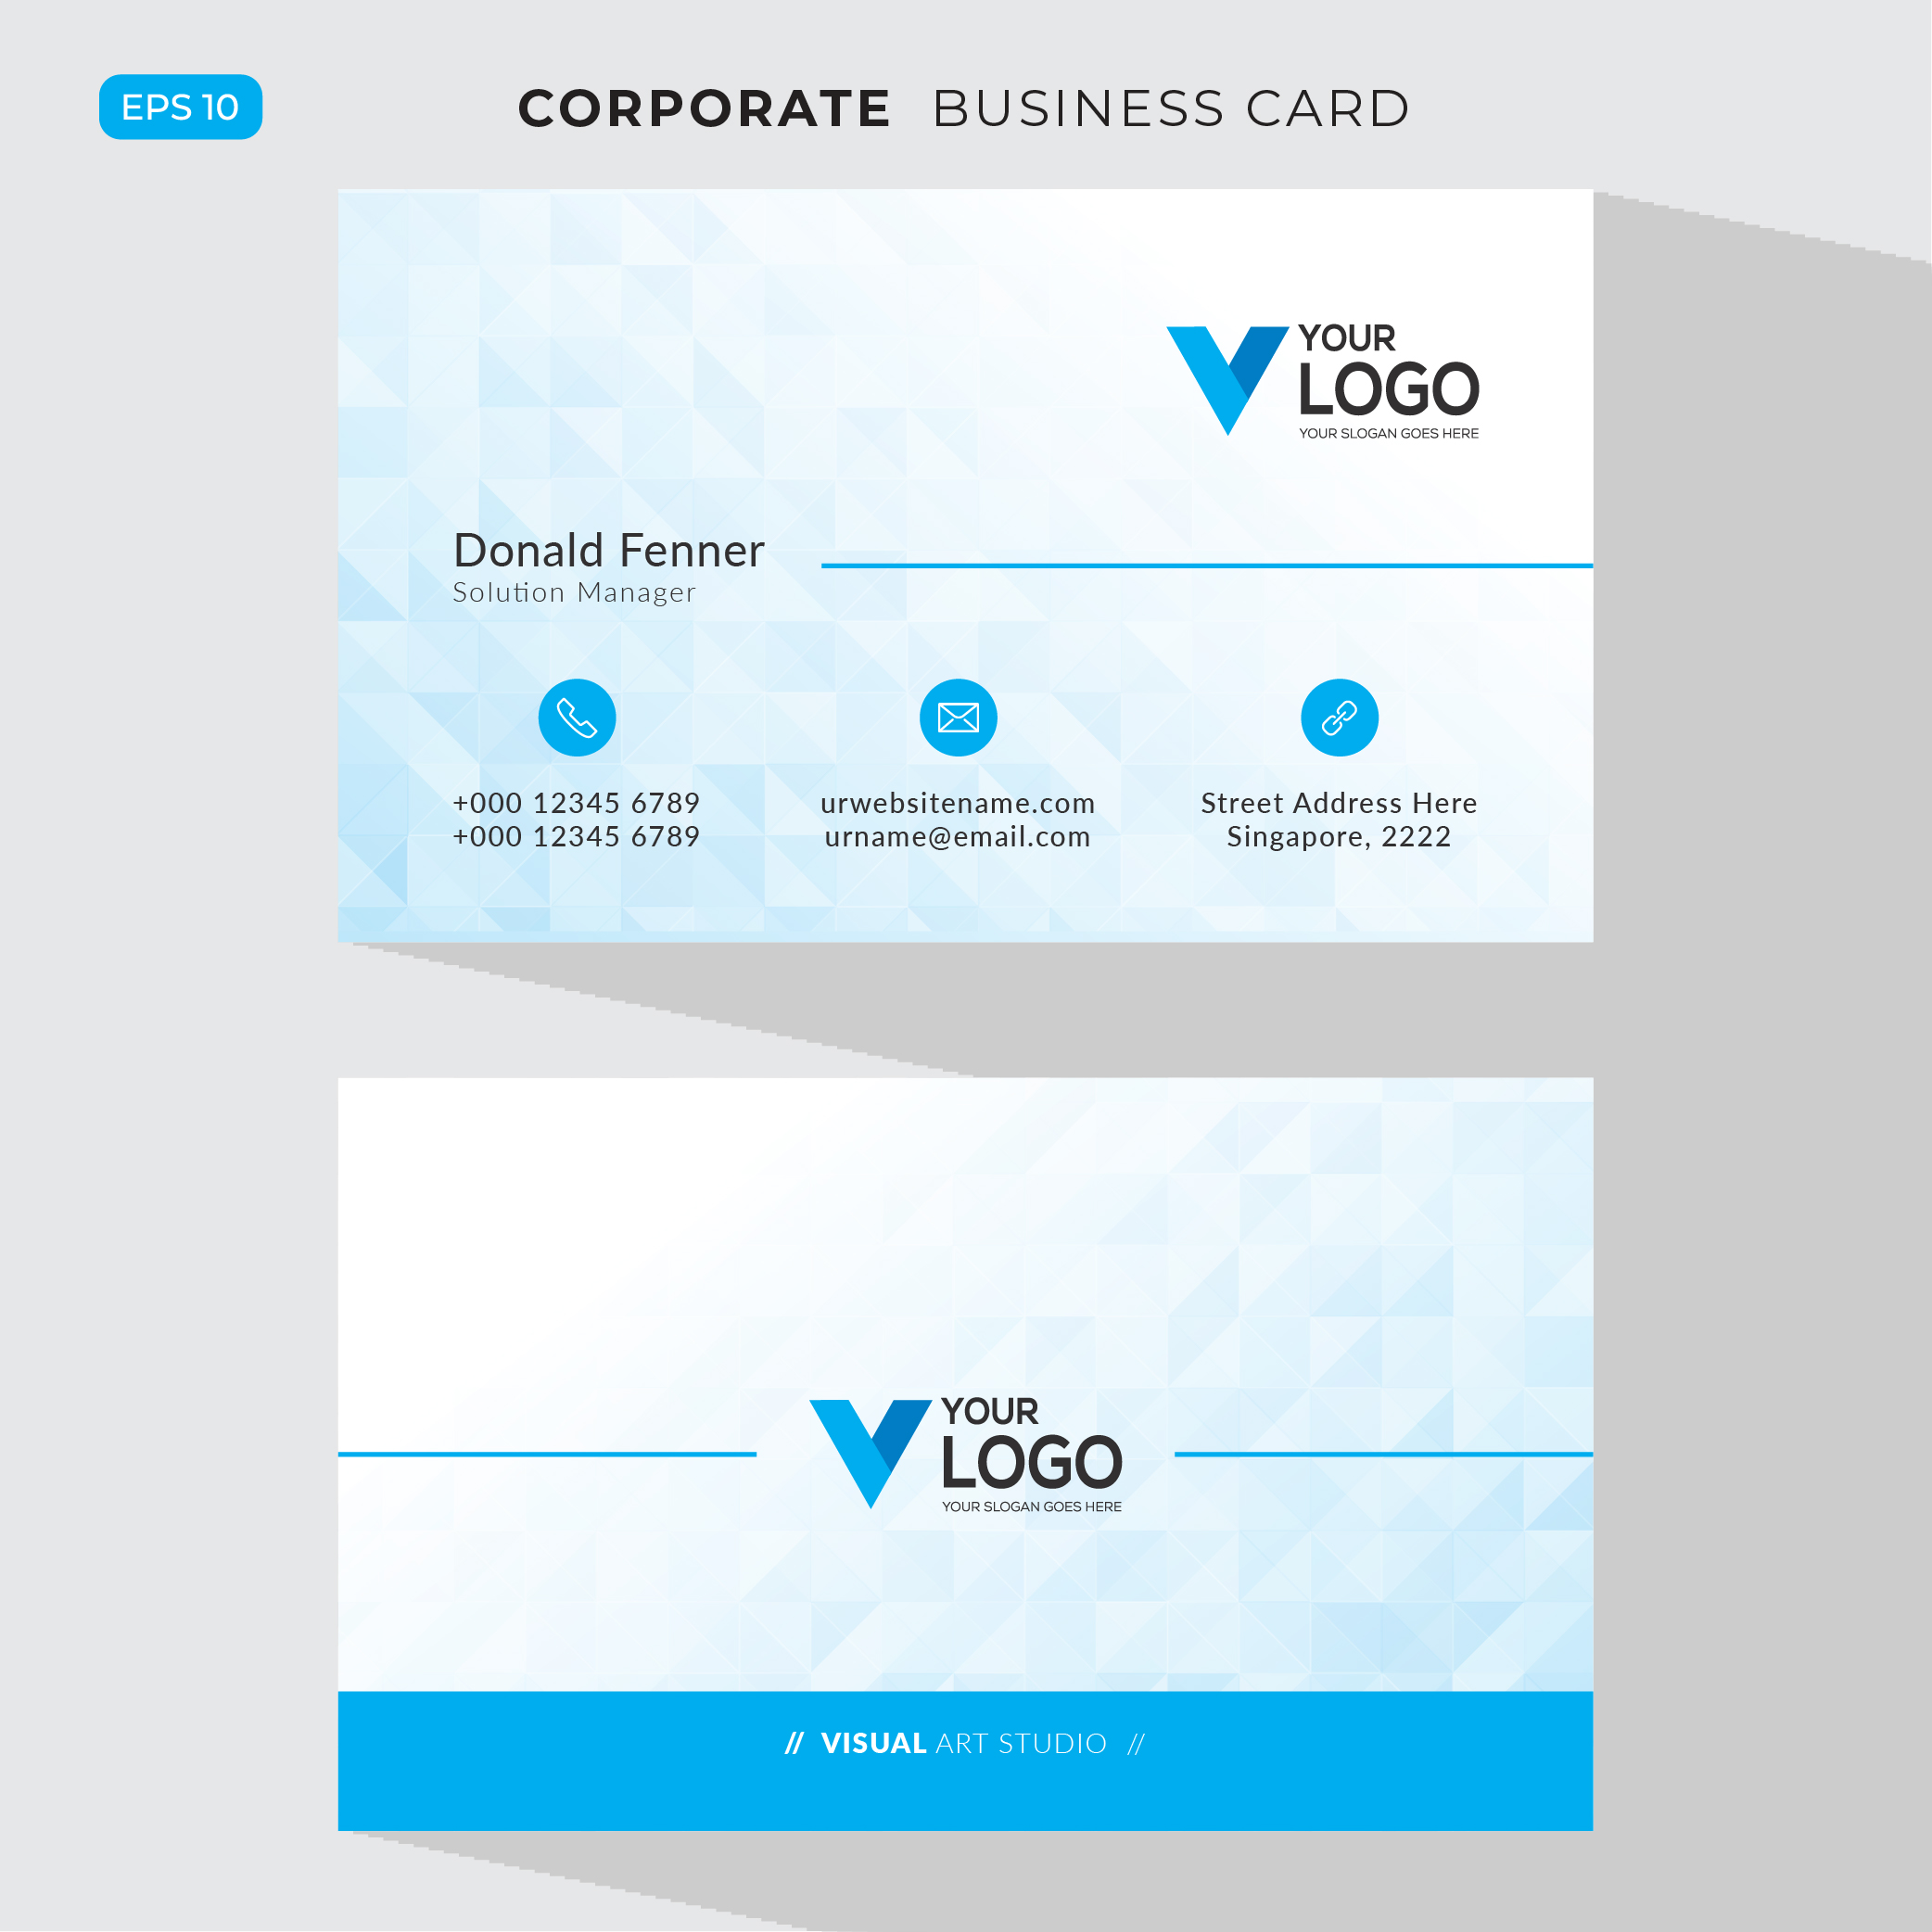 EPS 10
CORPORATE BUSINESS CARD
YOUR
LOGO
YOUR SLOGAN GOES HERE
Donald Fenner
Solution Manager
+000 12345 6789
+000 12345 6789
urwebsitename.com
urname@email.com
Street Address Here
Singapore, 2222
YOUR
LOGO
YOUR SLOGAN GOES HERE
// VISUAL ART STUDIO //